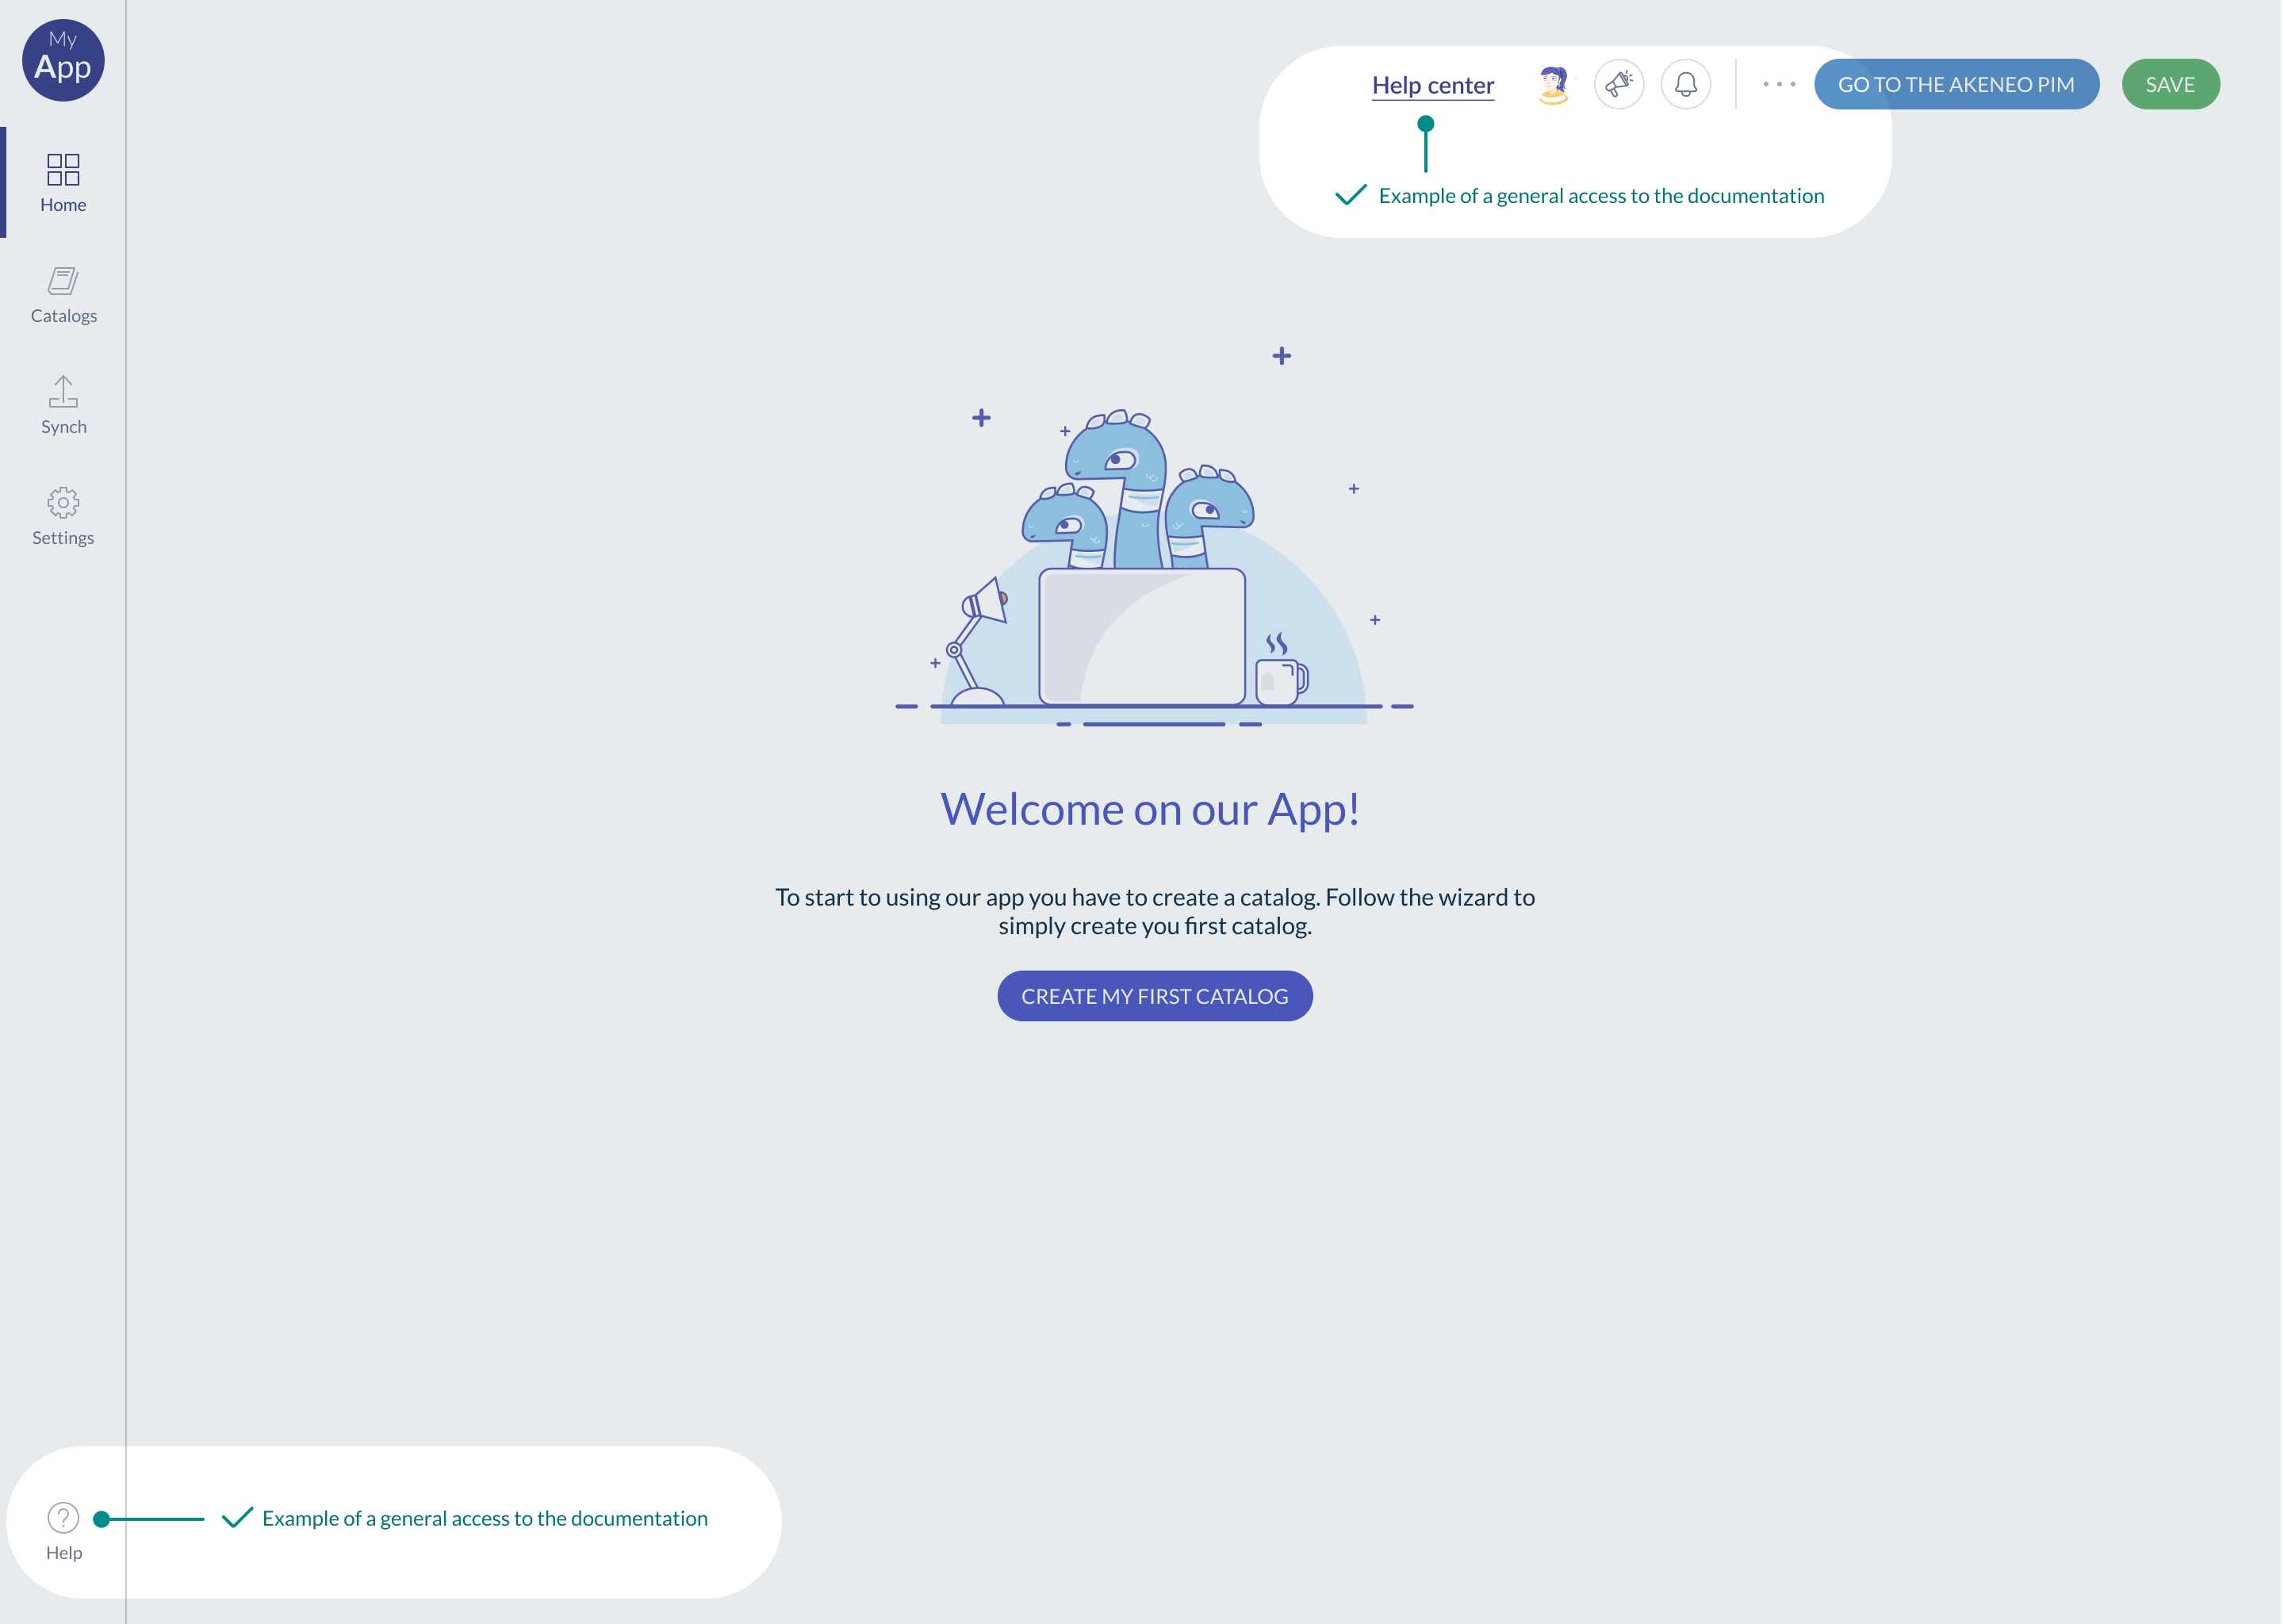 My
App
Help center
GO TO THE AKENEO PIM
SAVE
Example of a general access to the documentation
Home
Catalogs
Synch
Settings
Welcome on our App!
To start to using our app you have to create a catalog. Follow the wizard to
simply create you first catalog.
CREATE MY FIRST CATALOG
Example of a general access to the documentation
Help